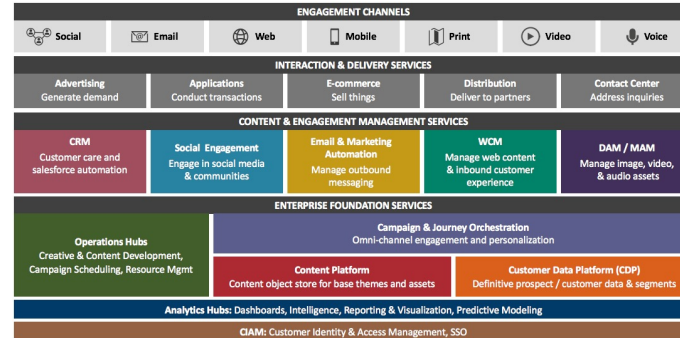 ENGAGEMENT CHANNELS
Social
Email
Web
Mobile
Print
Video
Voice
INTERACTION & DELIVERY SERVICES
Advertising
Generate demand
Applications
Conduct transactions
E-commerce
Sell things
Distribution
Deliver to partners
Contact Center
Address inquiries
CONTENT & ENGAGEMENT MANAGEMENT SERVICES
CRM
Customer care and
salesforce automation
Social Engagement
Engage in social media
& communities
Email & Marketing
Automation
Manage outbound
messaging
WCM
Manage web content
& inbound customer
experience
DAM / MAM
Manage image, video,
& audio assets
ENTERPRISE FOUNDATION SERVICES
Operations Hubs
Creative & Content Development,
Campaign Scheduling, Resource Mgmt
Campaign & Journey Orchestration
Omni-channel engagement and personalization
Content Platform
Content object store for base themes and assets
Customer Data Platform (CDP)
Definitive prospect / customer data & segments
Analytics Hubs: Dashboards, Intelligence, Reporting & Visualization, Predictive Modeling
CIAM: Customer Identity & Access Management, SSO